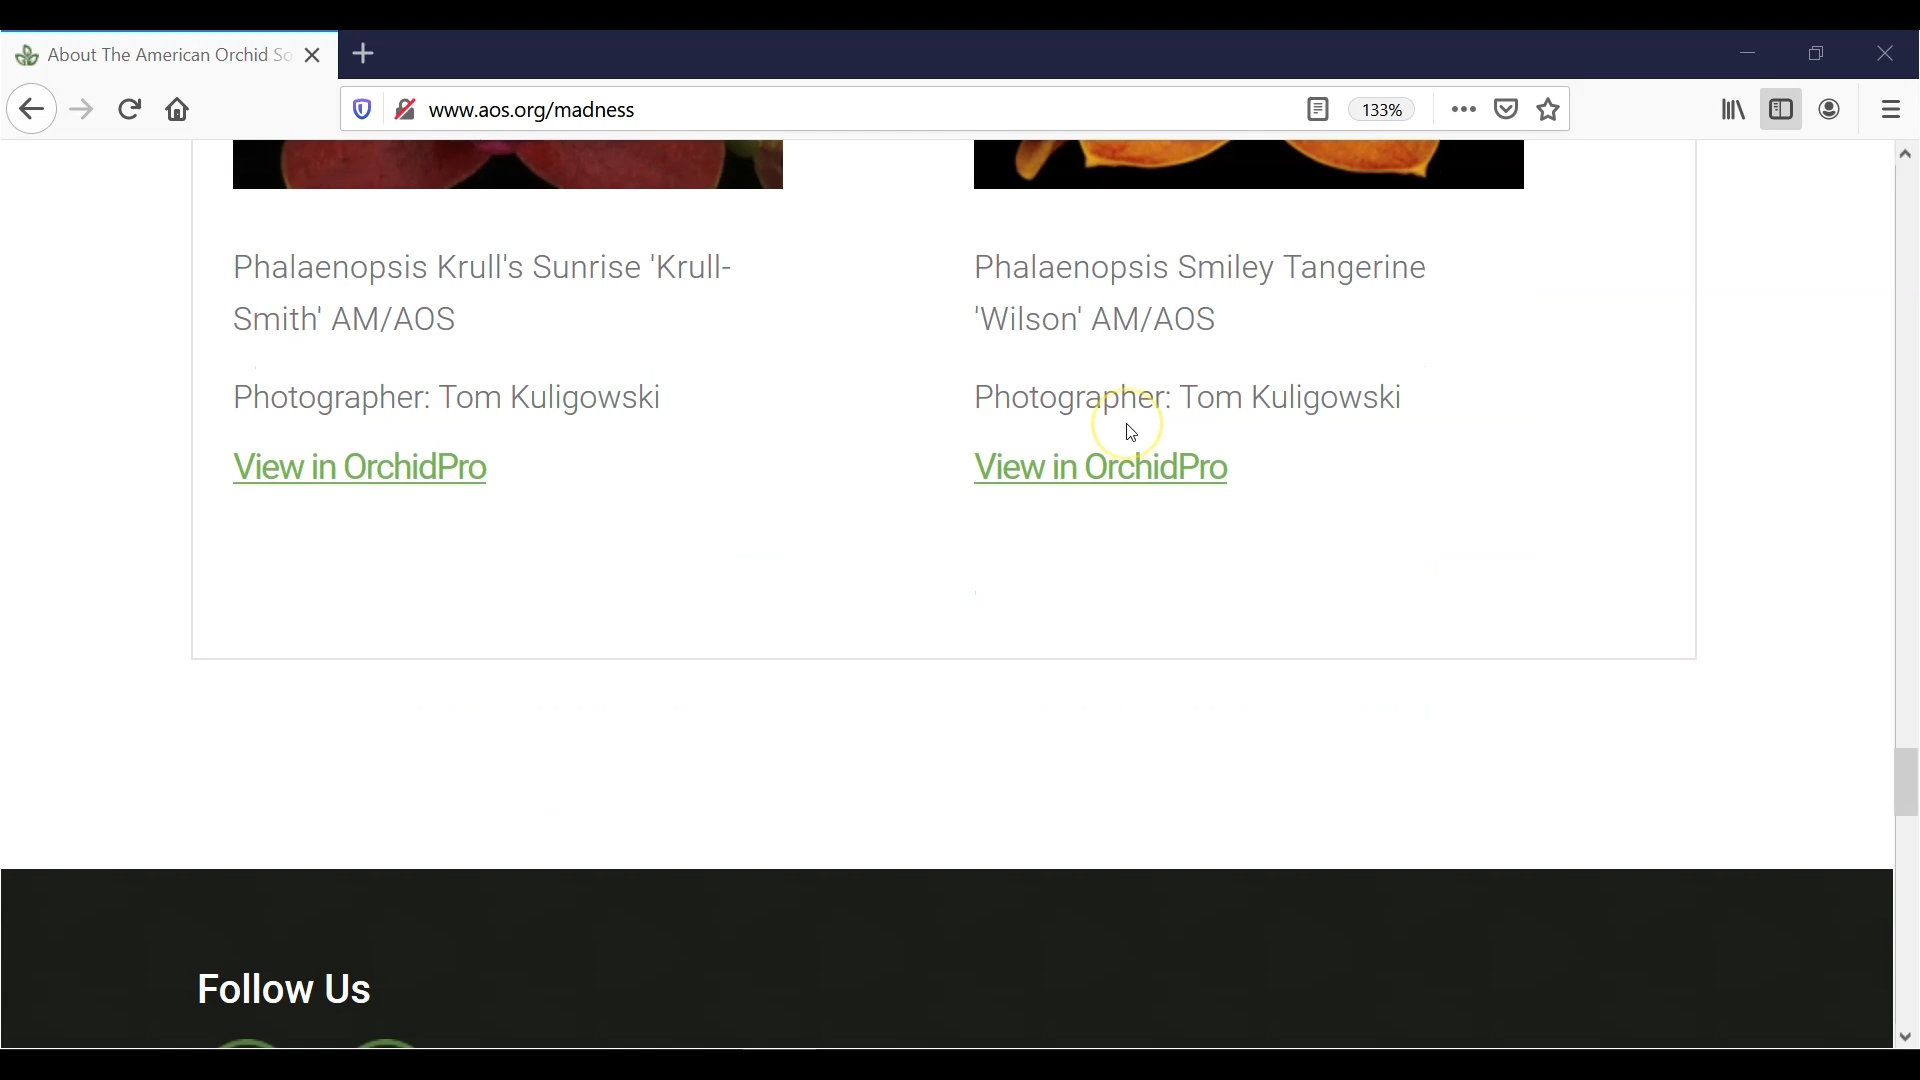 About The American Orchid So
www.aos.org/madness
133%
Phalaenopsis Krull's Sunrise 'Krull-
Smith' AM/AOS
Photographer: Tom Kuligowski
View in OrchidPro
Phalaenopsis Smiley Tangerine
'Wilson' AM/AOS
Photographer: Tom Kuligowski
View in OrchidPro
Follow Us